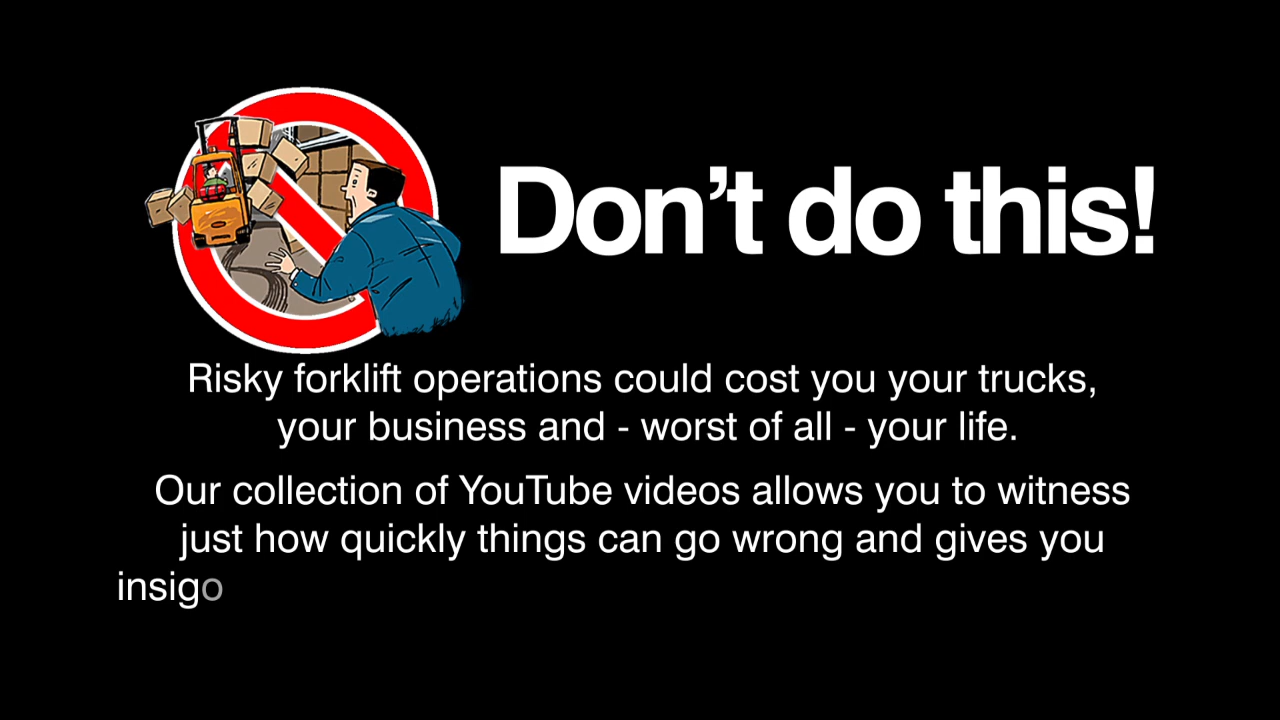 Don't do this!
Risky forklift operations could cost you your trucks,
your business and - worst of all - your life.
Our collection of YouTube videos allows you to witness
just how quickly things can go wrong and gives you
insigo